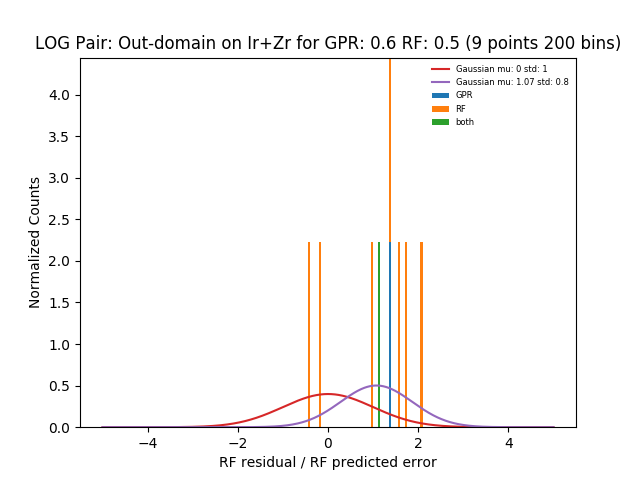 LOG Pair: Out-domain on Ir+Zr for GPR: 0.6 RF: 0.5 (9 points 200 bins)
Gaussian mu: 0 std: 1
Gaussian mu: 1.07 std: 0.8
GPR
RF
both
Normalized Counts
4.0
3.5
3.0
2.5
2.0
1.5
1.0
0.5
0.0
−4 −2 0 2 4
RF residual / RF predicted error